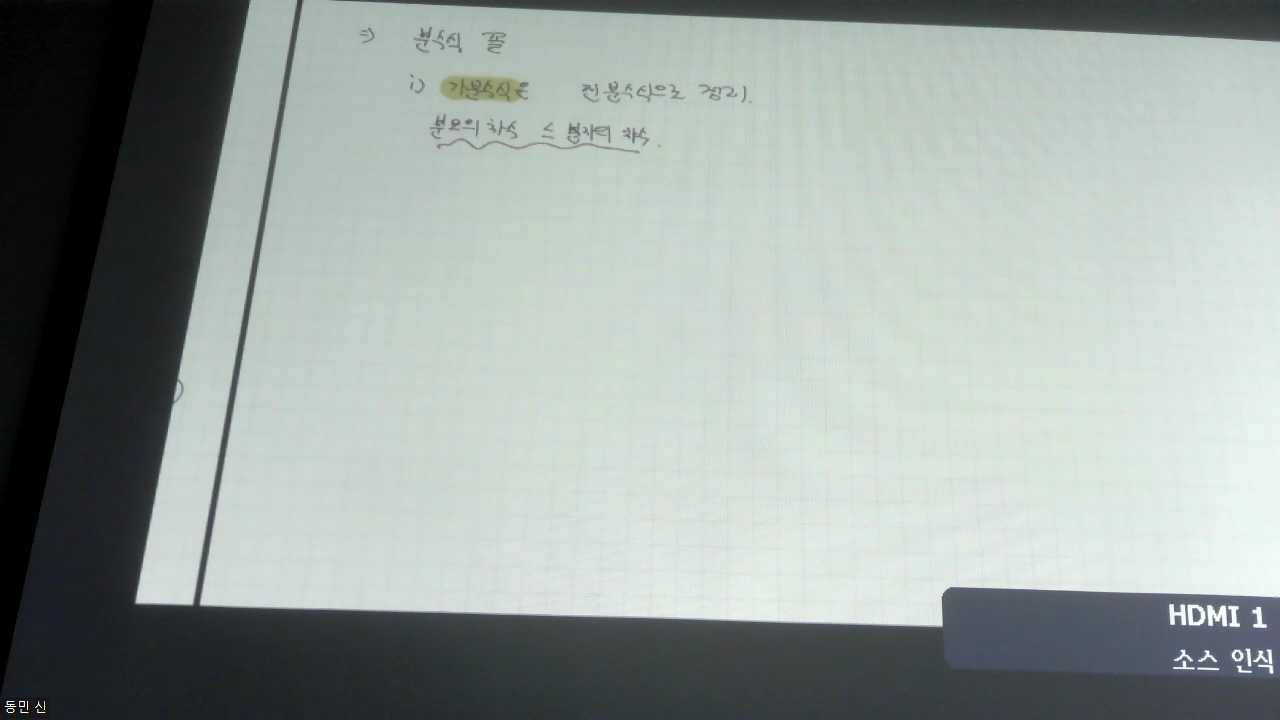 ⇒ 분수식 꼴
i) 가분수식은 진분수식으로 정리.
분모의 차수 ≤ 분자의 차수.
HDMI 1
소스 인식
동민 신